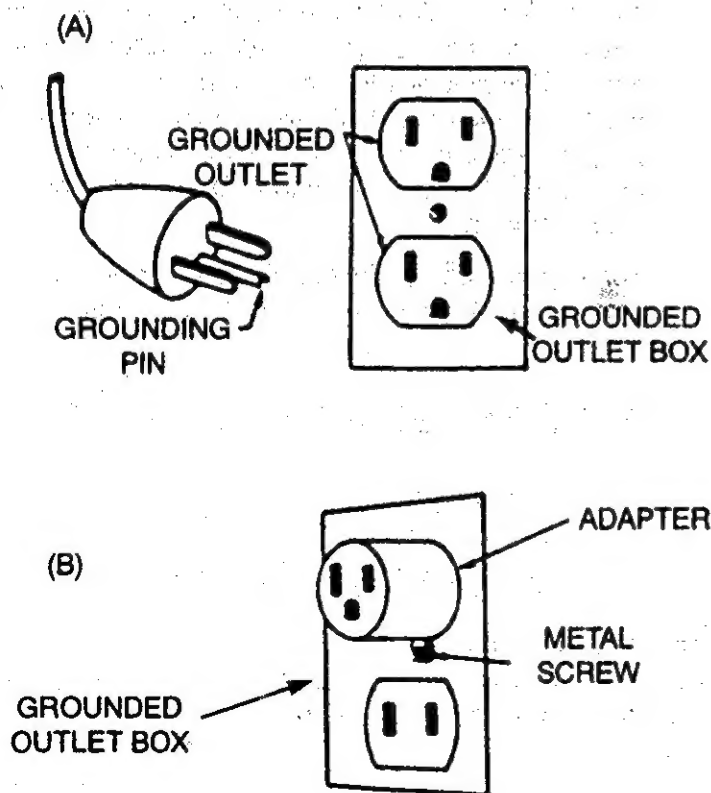 (A)
GROUNDED
OUTLET
GROUNDING
PIN
GROUNDED
OUTLET BOX
(B)
ADAPTER
METAL
SCREW
GROUNDED
OUTLET BOX